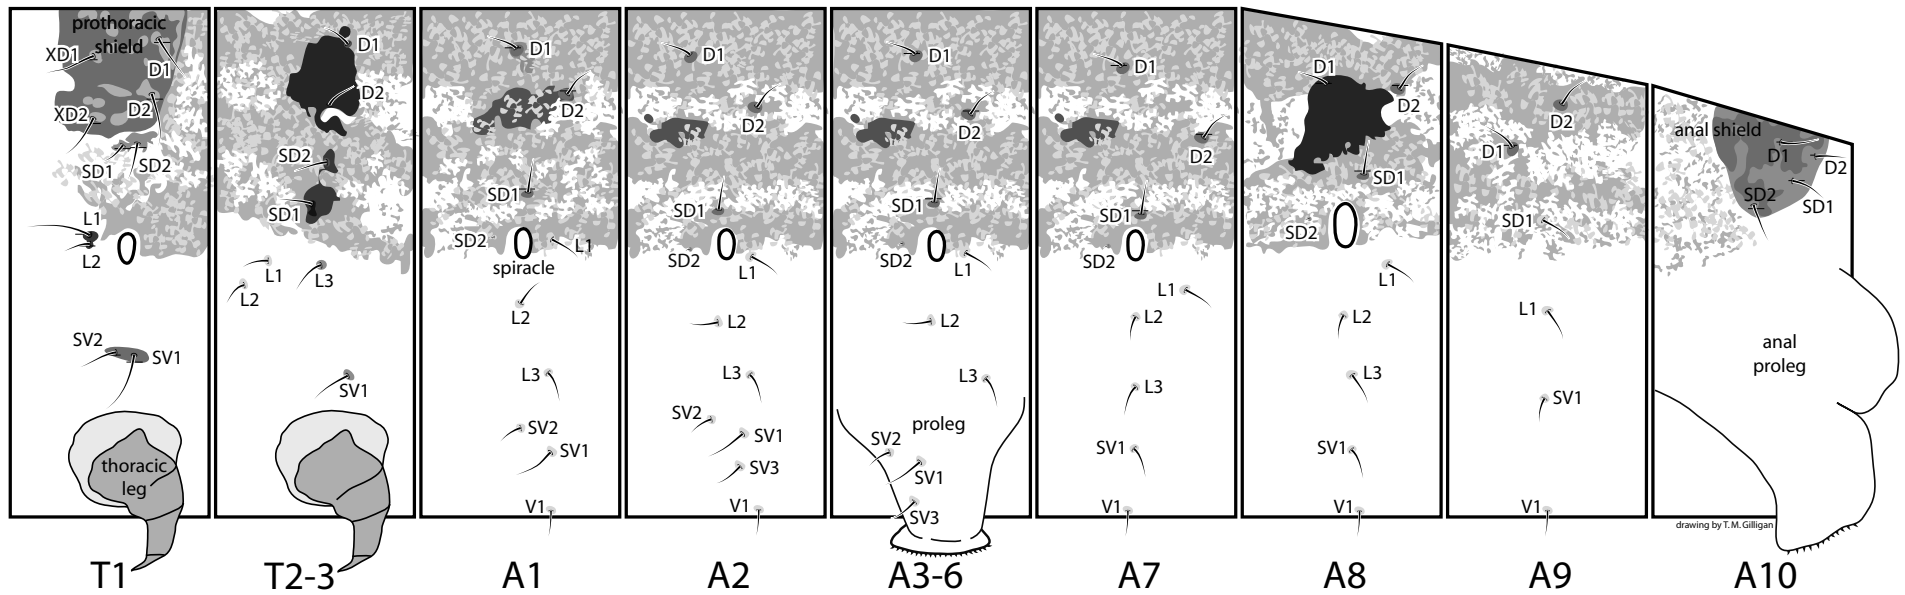 prothoracic
shield
XD1
D1
XD2
D2
SD1
SD2
L1
L2
SV2
SV1
thoracic
leg
T1
D1
D2
SD2
SD1
L1
L2
L3
SV1
T2-3
D1
D2
SD1
SD2
L1
spiracle
L2
L3
SV2
SV1
V1
A1
D1
D2
SD1
SD2
L1
L2
L3
SV2
SV1
SV3
V1
A2
D1
D2
SD1
SD2
L1
L2
L3
proleg
SV2
SV1
SV3
A3-6
D1
D2
SD1
SD2
L1
L2
L3
SV1
V1
A7
D1
D2
SD1
SD2
L1
L2
L3
SV1
V1
A8
D2
D1
SD1
L1
SV1
V1
A9
anal shield
D1
D2
SD2
SD1
anal
proleg
drawing by T. M. Gilligan
A10